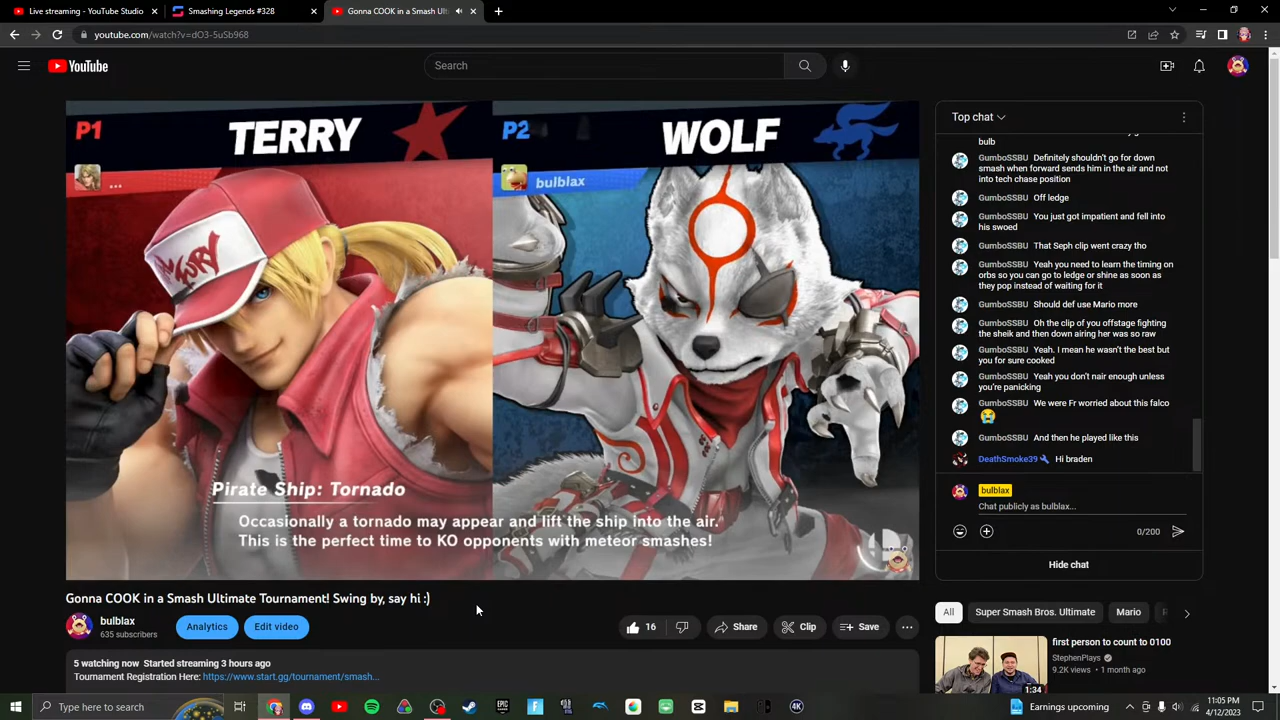 Live streaming - YouTube Studio
Smashing Legends #328
Gonna COOK in a Smash Ult
youtube.com/watch?v=dO3-5uSb968
YouTube
Search
P1
TERRY
...
FURY
P2
WOLF
bulblax
Pirate Ship: Tornado
Occasionally a tornado may appear and lift the ship into the air.
This is the perfect time to KO opponents with meteor smashes!
Top chat
bulb
GumboSSBU Definitely shouldn't go for down
smash when forward sends him in the air and not
into tech chase position
GumboSSBU Off ledge
GumboSSBU You just got impatient and fell into
his swoed
GumboSSBU That Seph clip went crazy tho
GumboSSBU Yeah you need to learn the timing on
orbs so you can go to ledge or shine as soon as
they pop instead of waiting for it
GumboSSBU Should def use Mario more
GumboSSBU Oh the clip of you offstage fighting
the sheik and then down airing her was so raw
GumboSSBU Yeah. I mean he wasn't the best but
you for sure cooked
GumboSSBU Yeah you don't nair enough unless
you're panicking
GumboSSBU We were Fr worried about this falco
😭
GumboSSBU And then he played like this
DeathSmoke39 Hi braden
bulblax
Chat publicly as bulblax...
0/200
Hide chat
Gonna COOK in a Smash Ultimate Tournament! Swing by, say hi :)
bulblax
635 subscribers
Analytics
Edit video
16
Share
Clip
Save
5 watching now Started streaming 3 hours ago
Tournament Registration Here: https://www.start.gg/tournament/smash...
All
Super Smash Bros. Ultimate
Mario
first person to count to 0100
StephenPlays
9.2K views • 1 month ago
1:34
Type here to search
Earnings upcoming
11:05 PM
4/12/2023